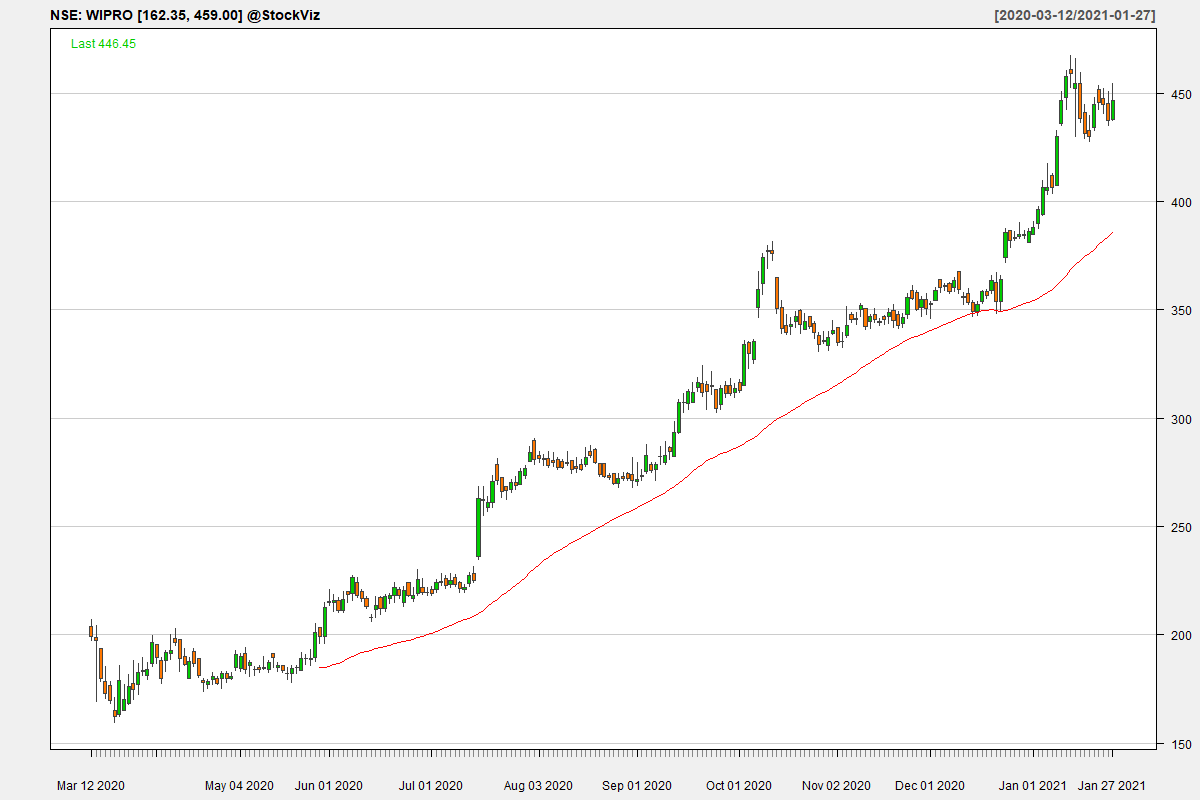 NSE: WIPRO [162.35, 459.00] @StockViz
[2020-03-12/2021-01-27]
Last 446.45
450
400
350
300
250
200
150
Mar 12 2020
May 04 2020
Jun 01 2020
Jul 01 2020
Aug 03 2020
Sep 01 2020
Oct 01 2020
Nov 02 2020
Dec 01 2020
Jan 01 2021
Jan 27 2021